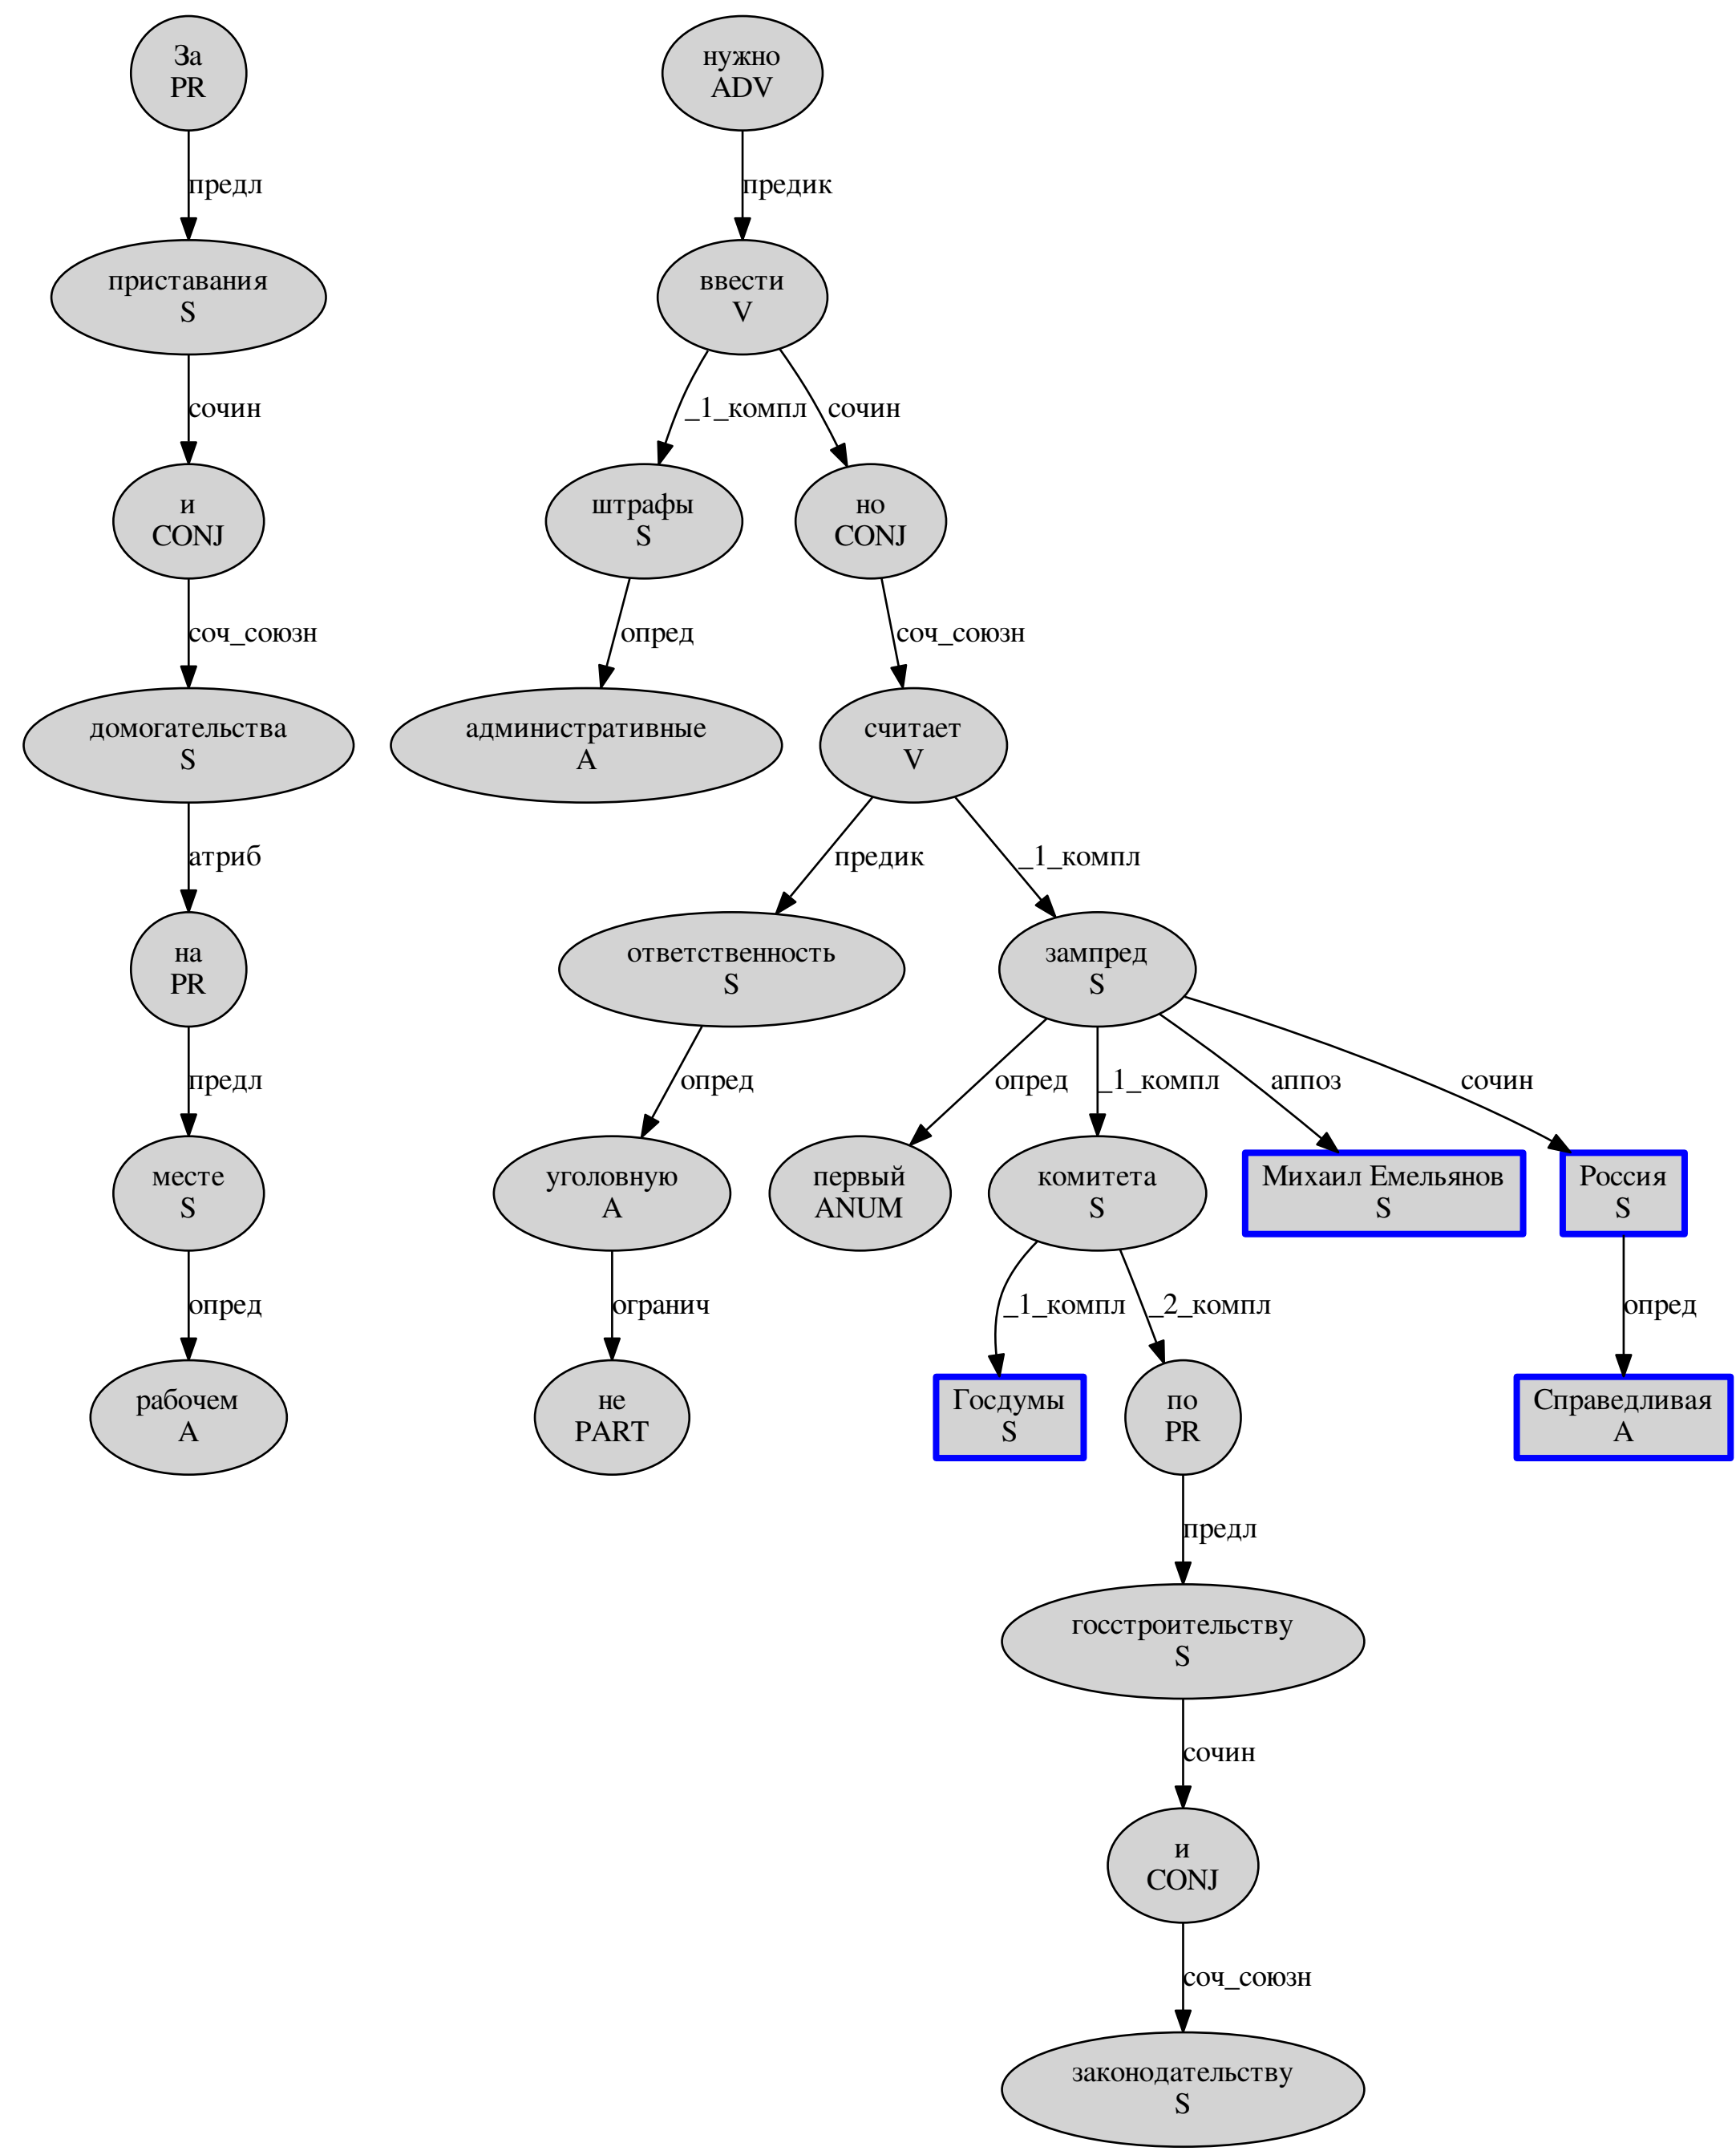 За
PR
нужно
ADV
предл
предик
приставания
S
ввести
V
сочин
_1_компл
сочин
и
CONJ
штрафы
S
но
CONJ
соч_союзн
опред
соч_союзн
домогательства
S
административные
A
считает
V
атриб
предик
_1_компл
на
PR
ответственность
S
зампред
S
предл
опред
опред
_1_компл
аппоз
сочин
месте
S
уголовную
A
первый
ANUM
комитета
S
Михаил Емельянов
S
Россия
S
опред
огранич
_1_компл
_2_компл
опред
рабочем
A
не
PART
Госдумы
S
по
PR
Справедливая
A
предл
госстроительству
S
сочин
и
CONJ
соч_союзн
законодательству
S